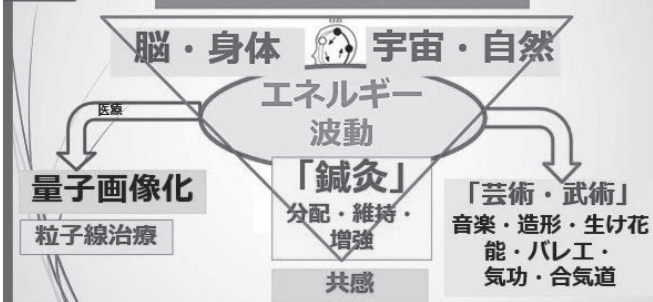 脳・身体
宇宙・自然
エネルギー
波動
医療
量子画像化
粒子線治療
「鍼灸」
分配・維持・
増強
共感
「芸術・武術」
音楽・造形・生け花
能・バレエ・
気功・合気道